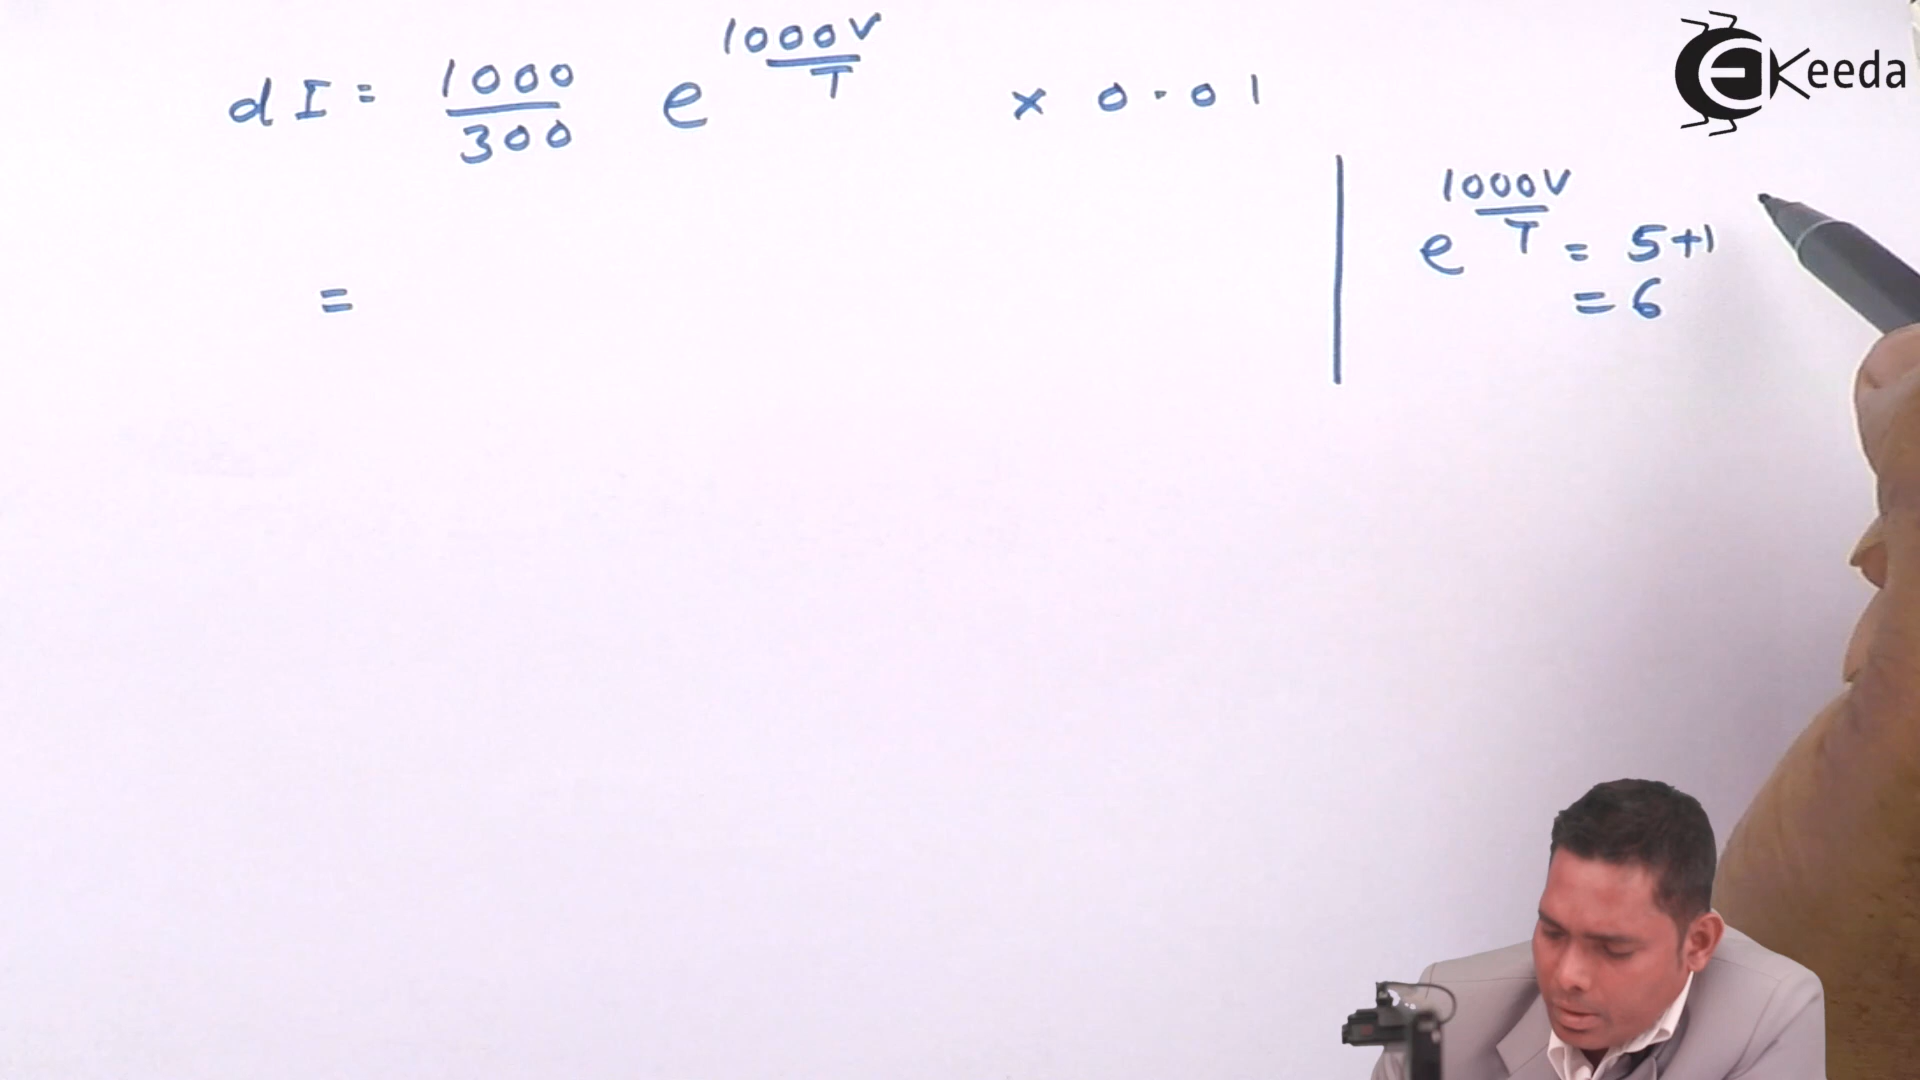 Keeda
dI = 1000/300 e^(1000V/T) × 0.01
e^(1000V/T) = 5+1
= 6
=